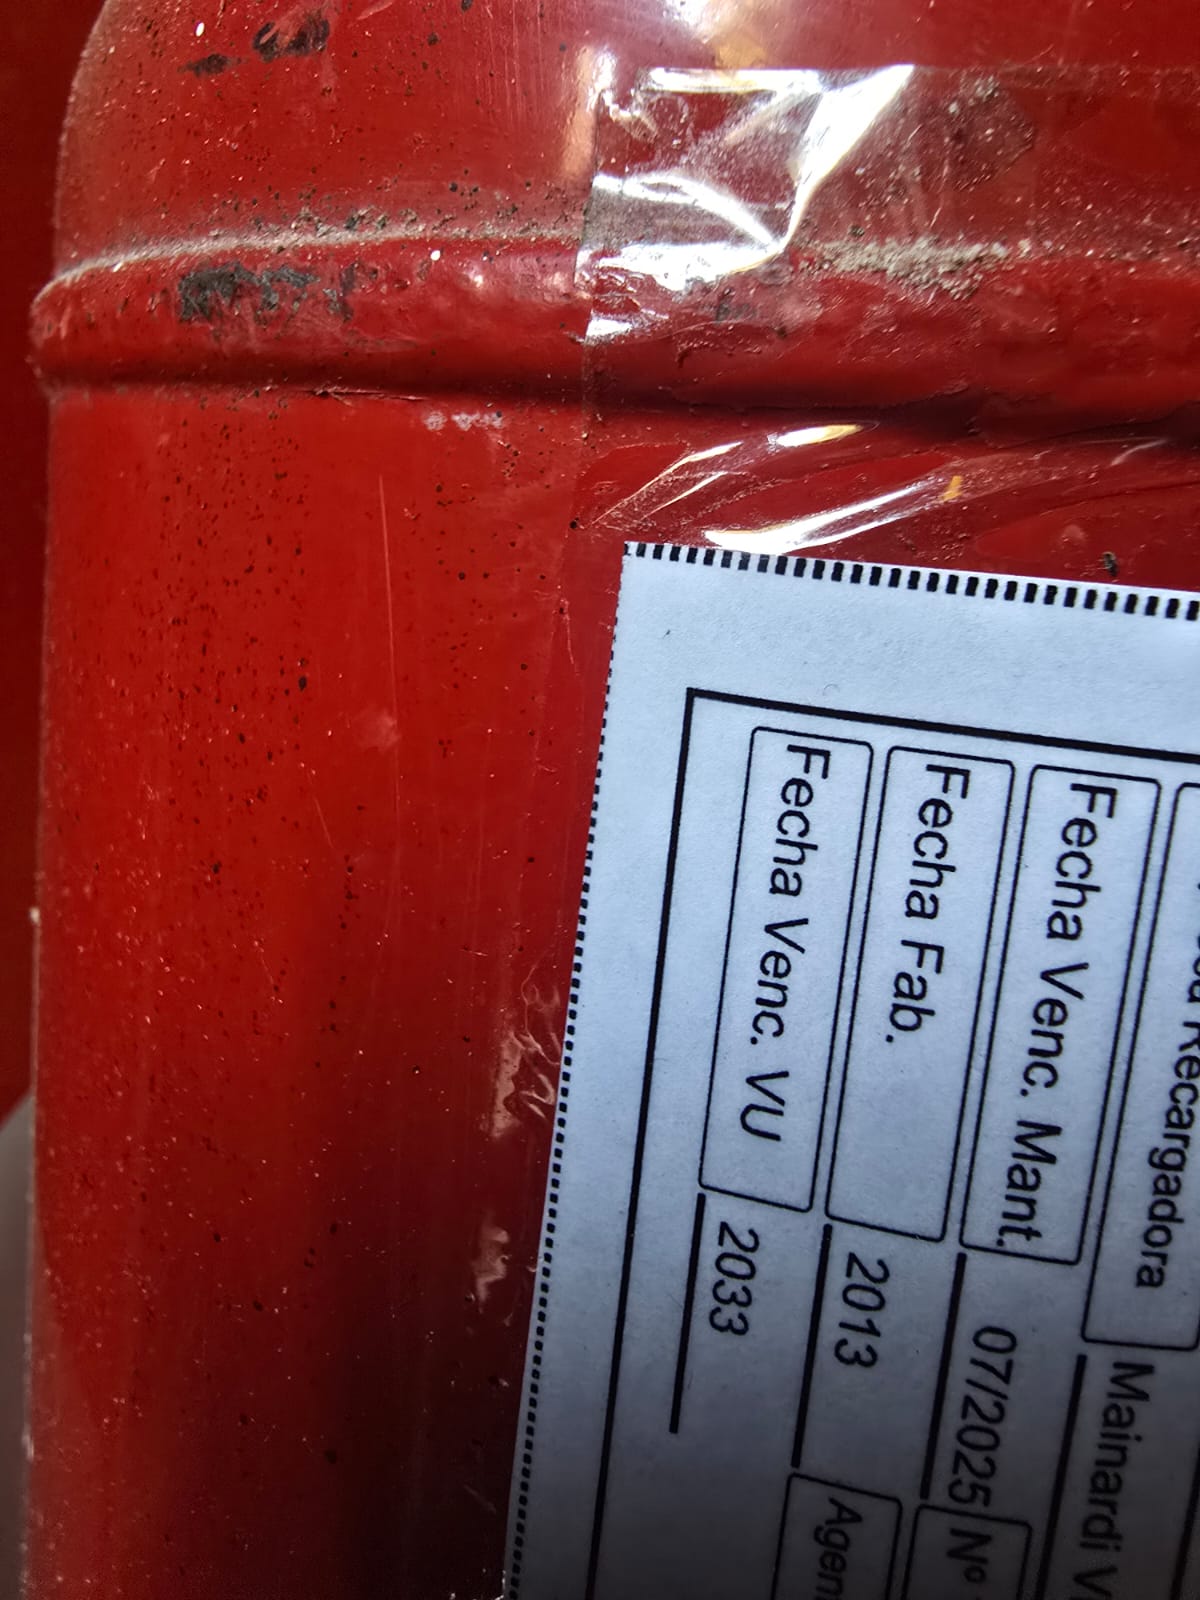 Recargadora Mainardi
Fecha Venc. Mant. 07/2025 Nº
Fecha Fab. 2013
Fecha Venc. VU 2033